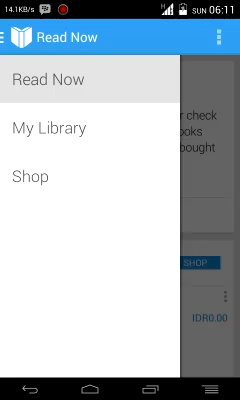 14.1KB/s
SUN 06:11
Read Now
Read Now
My Library
Shop
r check
ooks
bought
SHOP
IDR0.00